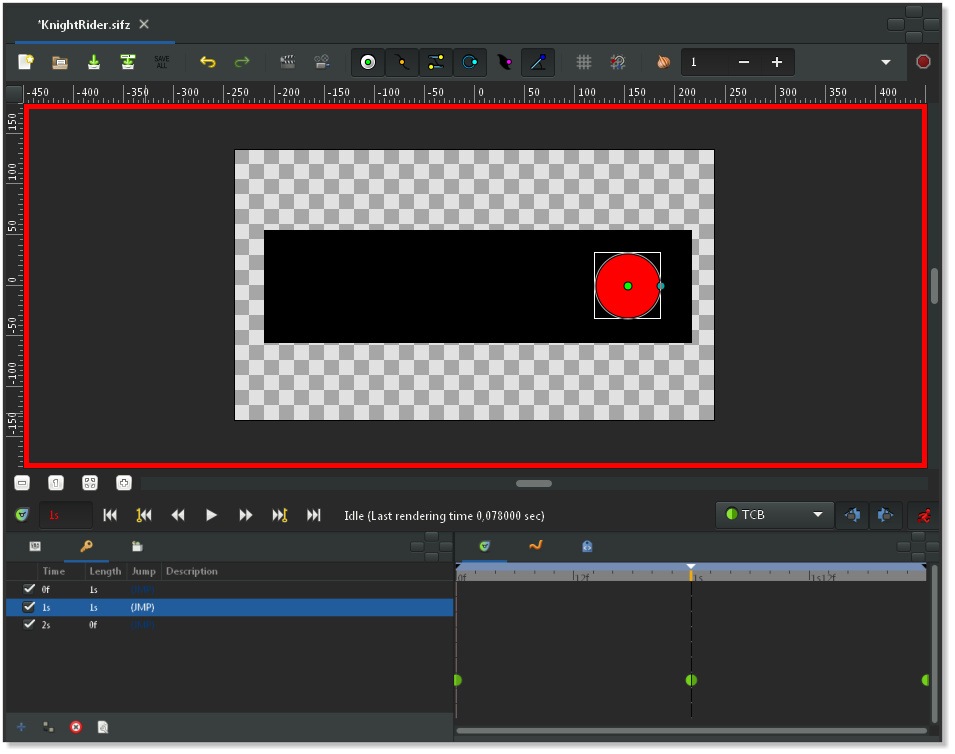 *KnightRider.sifz
SAVE ALL
1
-450 -400 -350 -300 -250 -200 -150 -100 -50 0 50 100 150 200 250 300 350 400
150
100
50
0
-50
-100
-150
1s
Idle (Last rendering time 0,078000 sec)
TCB
Time Length Jump Description
0f 1s (JMP)
1s 1s (JMP)
2s 0f (JMP)
0f 12f 1s 1s12f